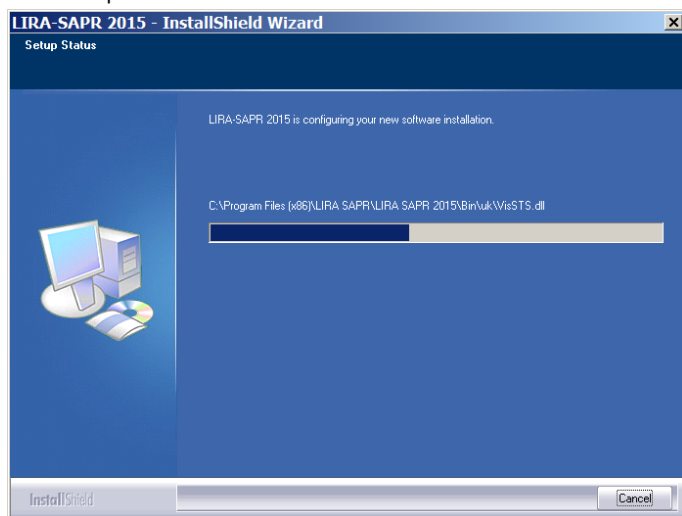 LIRA-SAPR 2015 - InstallShield Wizard
Setup Status
LIRA-SAPR 2015 is configuring your new software installation.
C:\Program Files (x86)\LIRA SAPR\LIRA SAPR 2015\Bin\uk\VisSTS.dll
InstallShield
Cancel